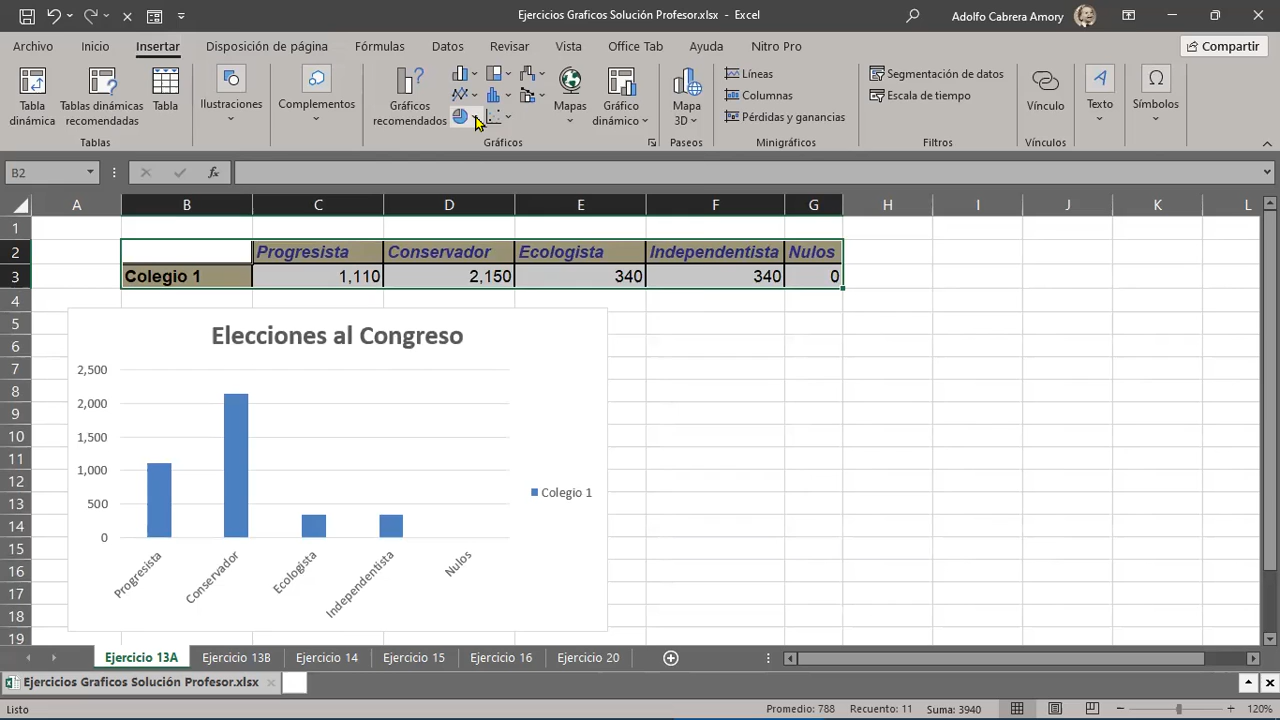 Ejercicios Graficos Solución Profesor.xlsx - Excel
Adolfo Cabrera Amory
Archivo Inicio Insertar Disposición de página Fórmulas Datos Revisar Vista Office Tab Ayuda Nitro Pro Compartir
Tabla dinámica
Tablas dinámicas recomendadas
Tabla
Ilustraciones
Complementos
Gráficos recomendados
Mapas
Gráfico dinámico
Mapa 3D
Líneas
Columnas
Pérdidas y ganancias
Segmentación de datos
Escala de tiempo
Vínculo
Texto
Símbolos
Tablas Gráficos Paseos Minigráficos Filtros Vínculos
B2 fx
A B C D E F G H I J K L
1
2 Progresista Conservador Ecologista Independentista Nulos
3 Colegio 1 1,110 2,150 340 340 0
4
5
6
7
8
9
10
11
12
13
14
15
16
17
18
19
Elecciones al Congreso
2,500
2,000
1,500
1,000
500
0
Progresista Conservador Ecologista Independentista Nulos
Colegio 1
Ejercicio 13A Ejercicio 13B Ejercicio 14 Ejercicio 15 Ejercicio 16 Ejercicio 20
Ejercicios Graficos Solución Profesor.xlsx
Listo Promedio: 788 Recuento: 11 Suma: 3940 120%